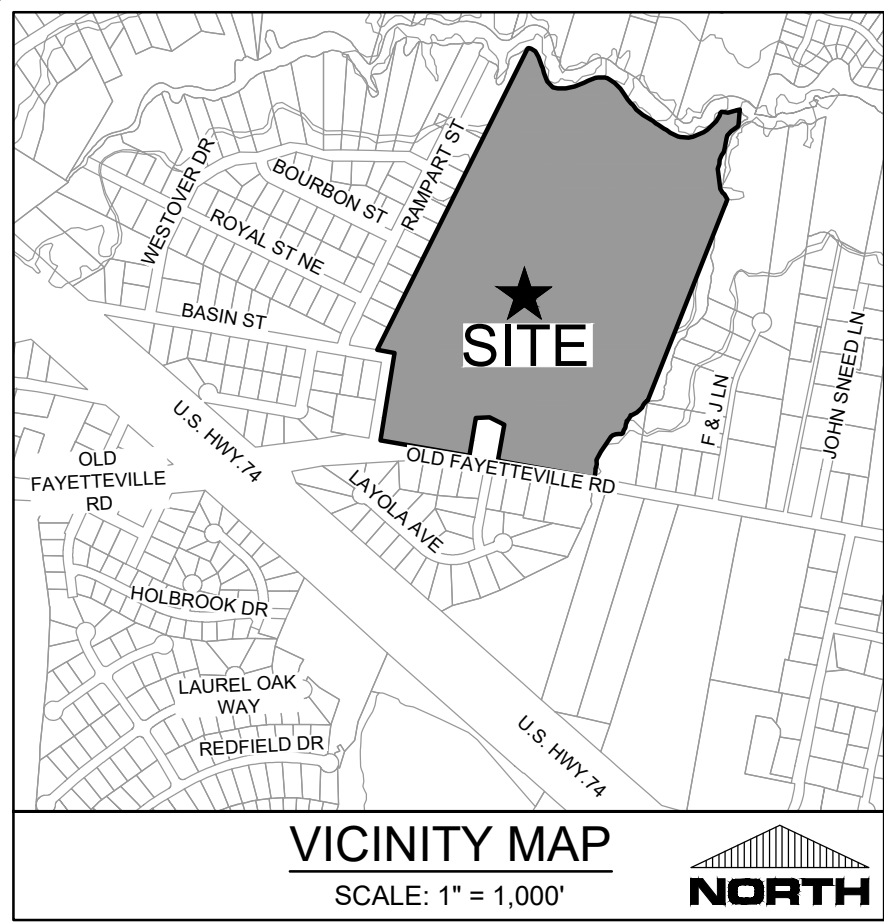 WESTOVER DR
BOURBON ST
RAMPART ST
ROYAL ST NE
BASIN ST
SITE
U.S. HWY.74
OLD
FAYETTEVILLE
RD
OLD FAYETTEVILLE RD
LAYOLA AVE
F & J LN
JOHN SNEED LN
HOLBROOK DR
LAUREL OAK
WAY
REDFIELD DR
U.S. HWY.74
VICINITY MAP
SCALE: 1" = 1,000'
NORTH